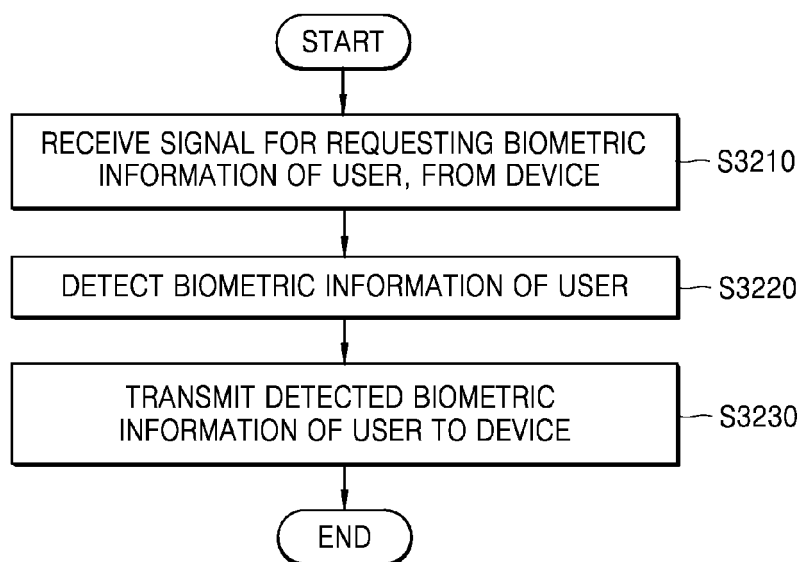 START
RECEIVE SIGNAL FOR REQUESTING BIOMETRIC
INFORMATION OF USER, FROM DEVICE
S3210
DETECT BIOMETRIC INFORMATION OF USER
S3220
TRANSMIT DETECTED BIOMETRIC
INFORMATION OF USER TO DEVICE
S3230
END